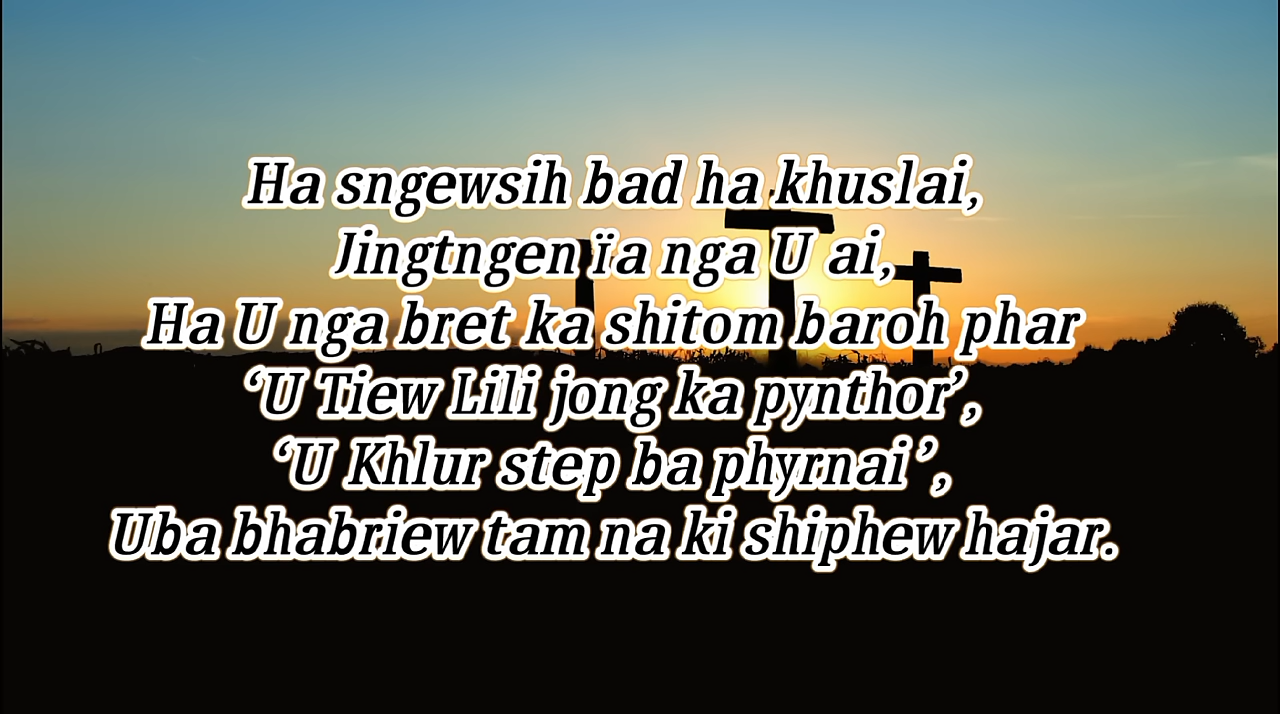 Ha sngewsih bad ha khuslai,
Jingtngen ïa nga U ai,
Ha U nga bret ka shitom baroh phar
‘U Tiew Lili jong ka pynthor’,
‘U Khlur step ba phyrnai’,
Uba bhabriew tam na ki shiphew hajar.